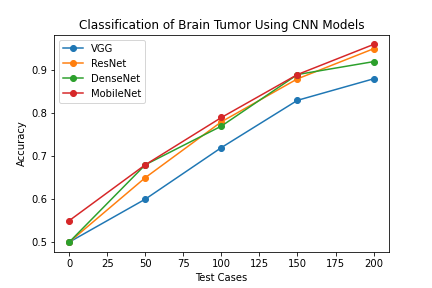 Classification of Brain Tumor Using CNN Models
VGG
ResNet
DenseNet
MobileNet
Accuracy
0.9
0.8
0.7
0.6
0.5
0 25 50 75 100 125 150 175 200
Test Cases